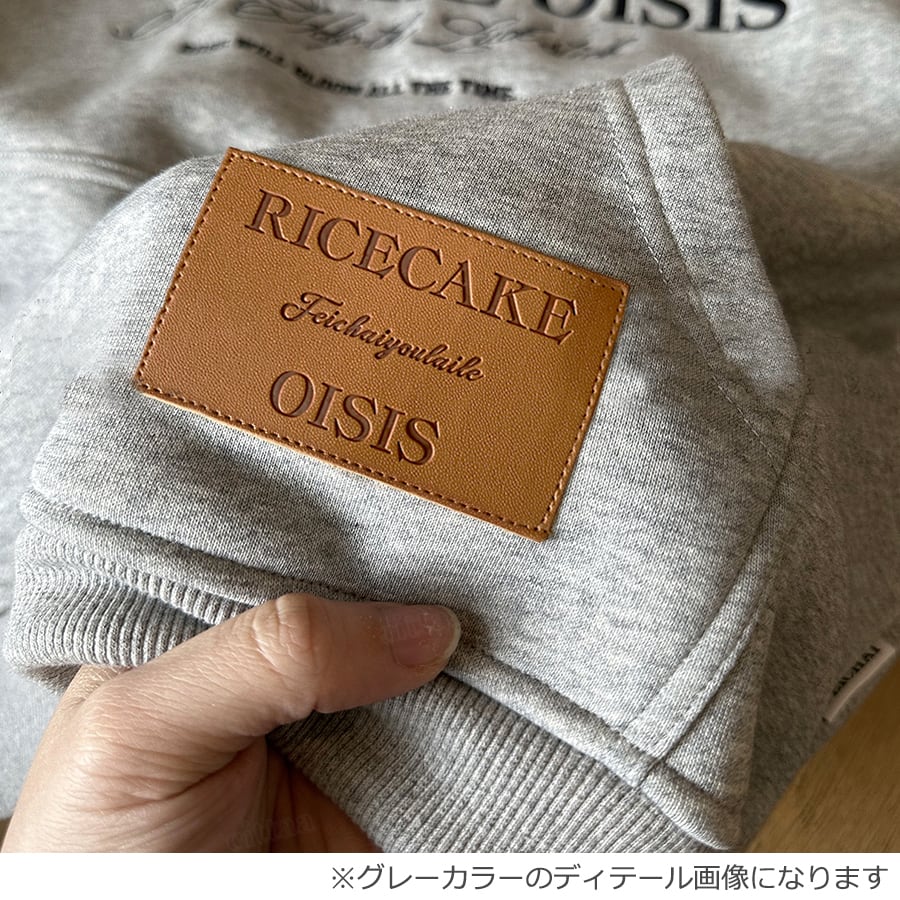 OISIS
ALL THE TIME
RICECAKE
Feichaiyoulaile
OISIS
※グレーカラーのディテール画像になります